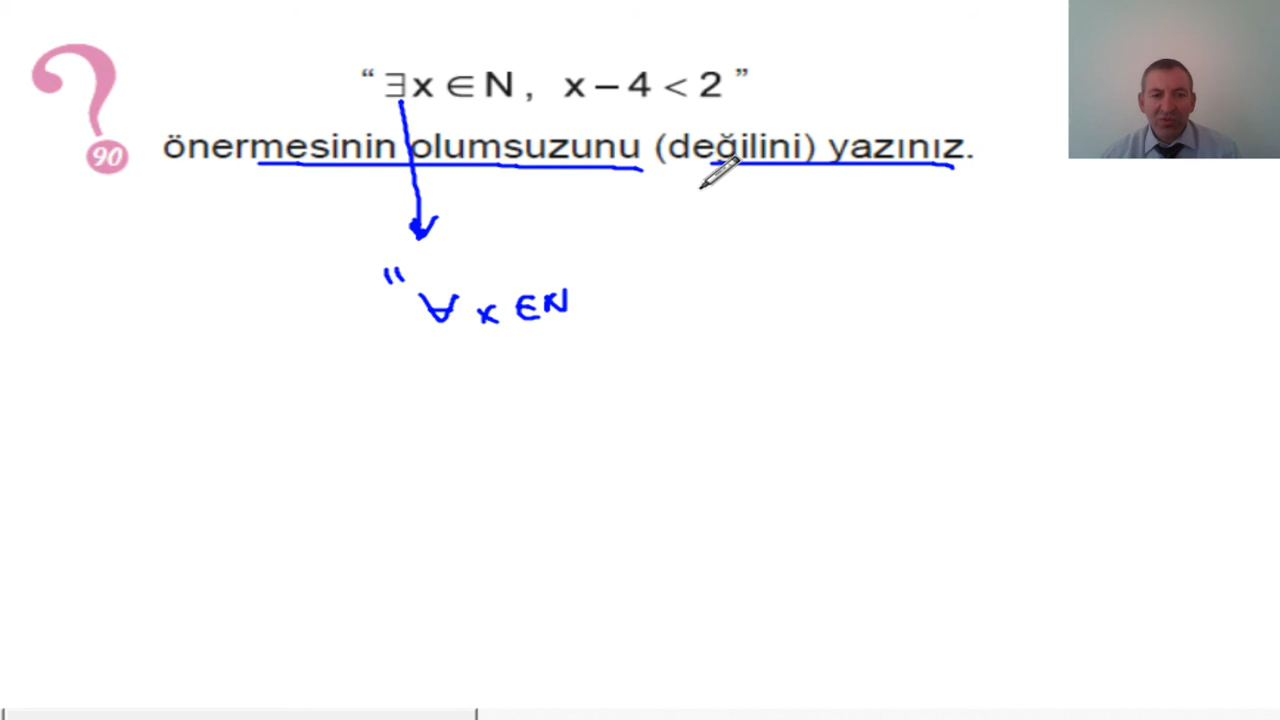 “ ∃x ∈ N, x – 4 < 2 ”
önermesinin olumsuzunu (değilini) yazınız.
90
" ∀ x ∈ N